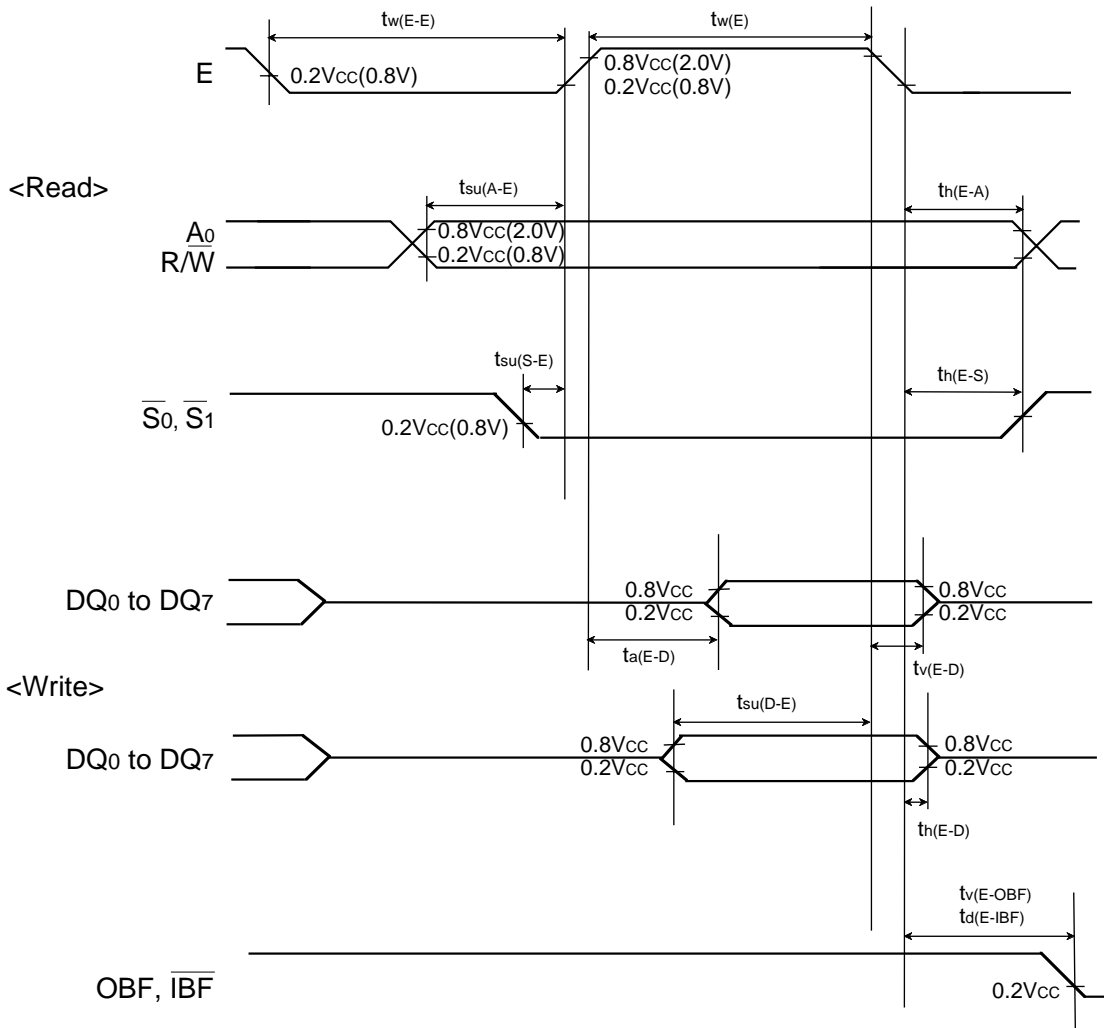 tw(E-E)
tw(E)
E
0.2VCC(0.8V)
0.8VCC(2.0V)
0.2VCC(0.8V)
<Read>
tsu(A-E)
th(E-A)
A0
R/W̅
0.8VCC(2.0V)
0.2VCC(0.8V)
tsu(S-E)
th(E-S)
S̅0, S̅1
0.2VCC(0.8V)
DQ0 to DQ7
0.8VCC
0.2VCC
0.8VCC
0.2VCC
ta(E-D)
tv(E-D)
<Write>
tsu(D-E)
DQ0 to DQ7
0.8VCC
0.2VCC
0.8VCC
0.2VCC
th(E-D)
tv(E-OBF)
td(E-IBF)
OBF, I̅B̅F̅
0.2VCC